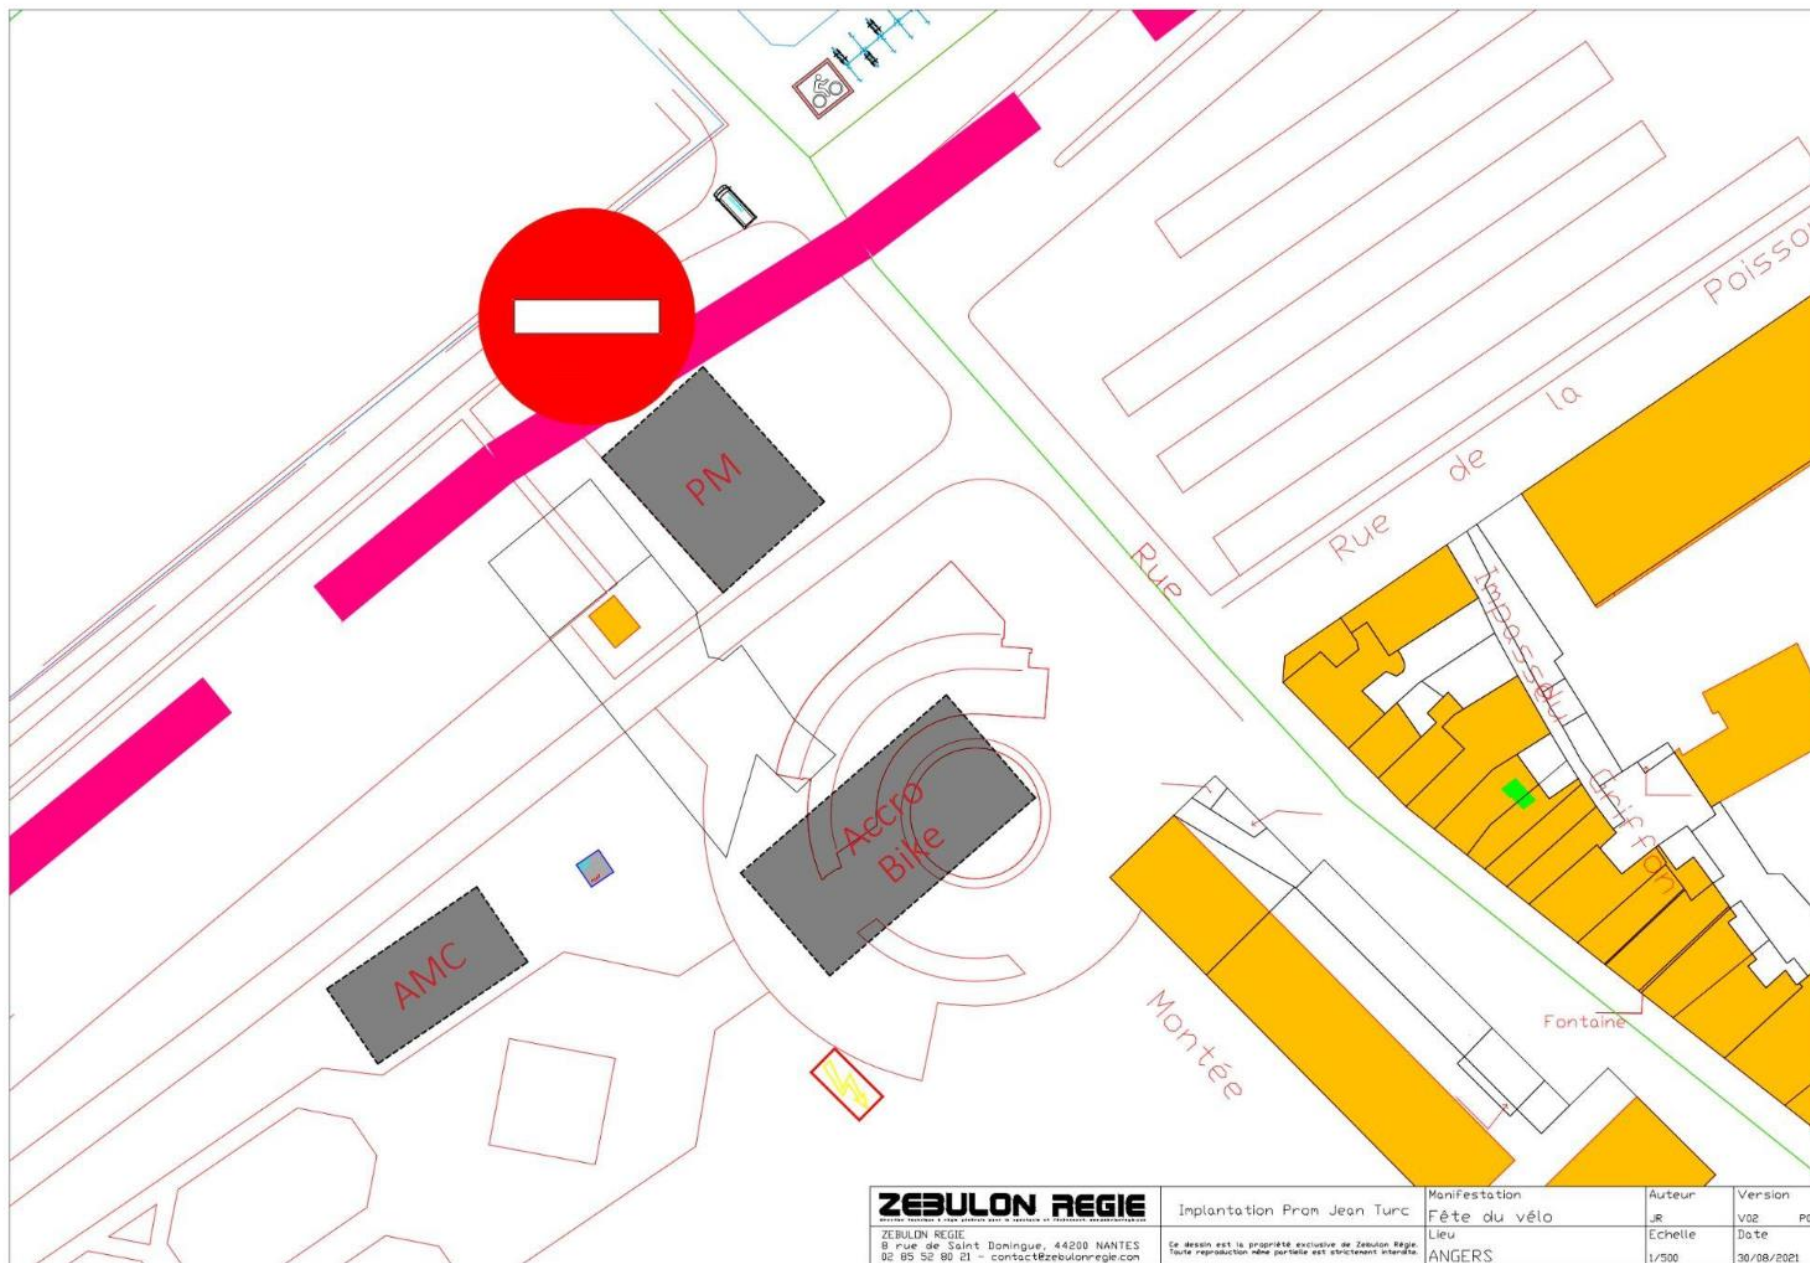 Poisso
la
de
Rue
Rue
PM
Impasse du
Griffon
Accro
Bike
AMC
Montée
Fontaine
ZEBULON REGIE
ZEBULON REGIE
8 rue de Saint Domingue, 44200 NANTES
02 85 52 80 21 - contact@zebulonregie.com
Implantation Prom Jean Turc
Ce dessin est la propriété exclusive de Zebulon Régie.
Toute reproduction même partielle est strictement interdite.
Manifestation
Fête du vélo
Lieu
ANGERS
Auteur
JR
Echelle
1/500
Version
V02
Date
30/08/2021